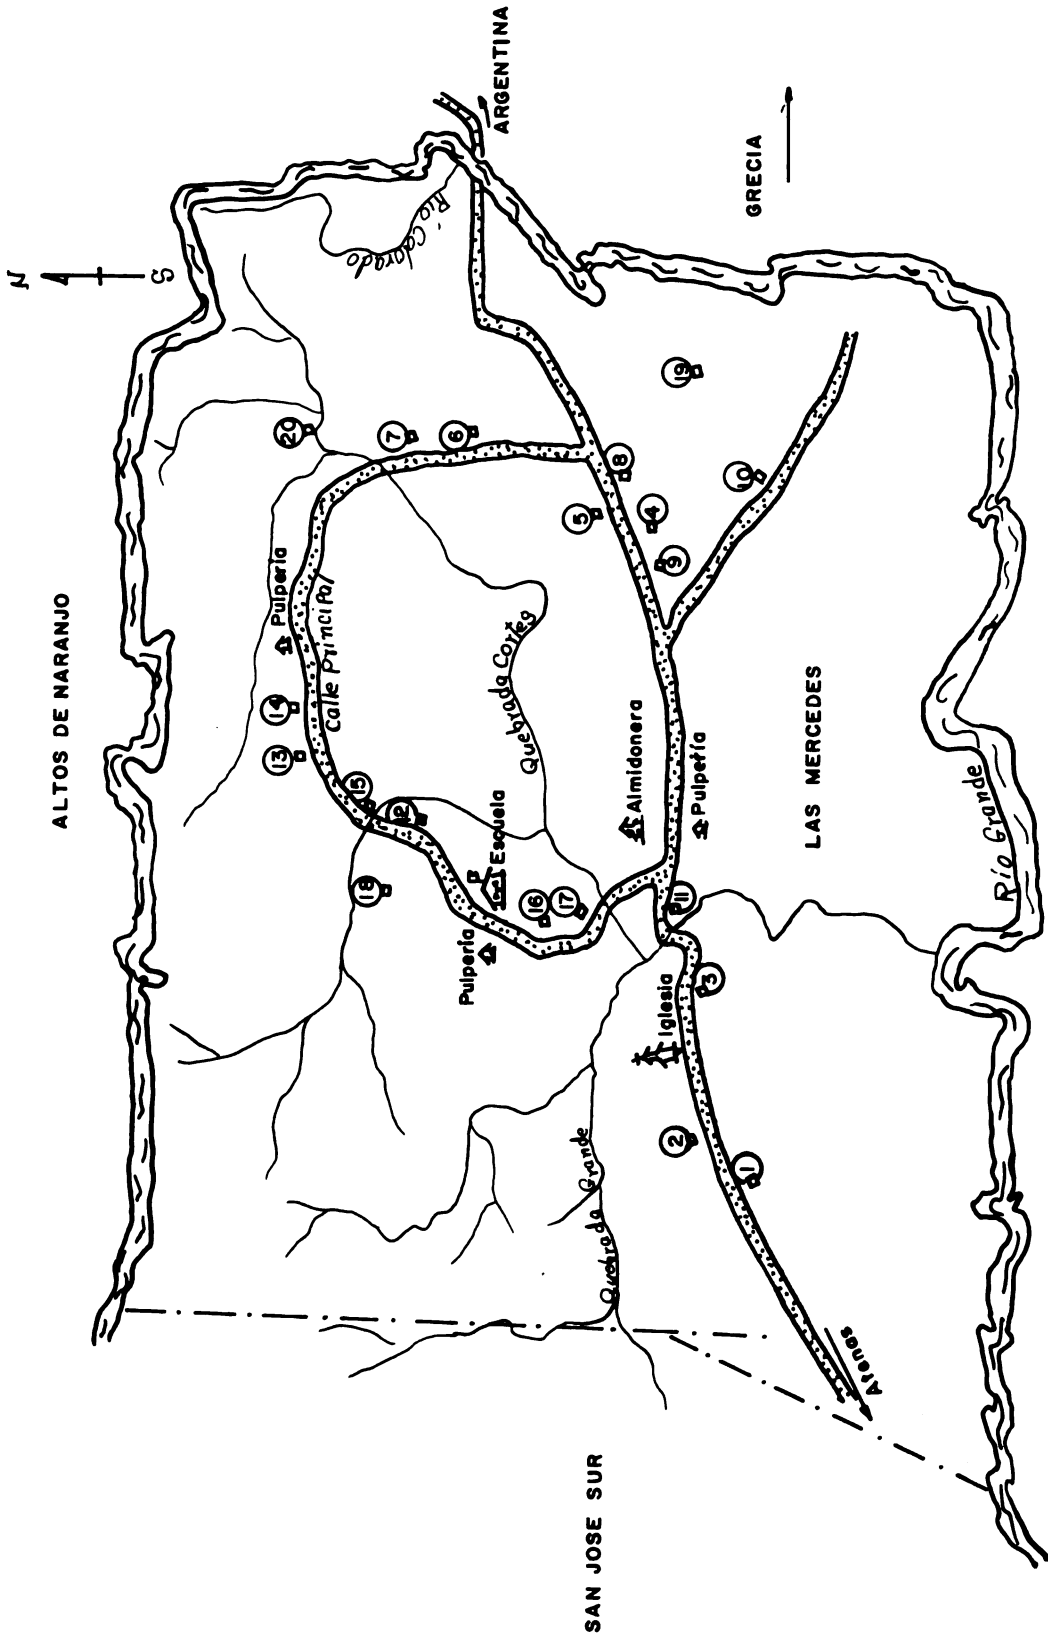 ALTOS DE NARANJO
N
S
Río Colorado
ARGENTINA
GRECIA
20
7
6
Pulpería
Calle Principal
14
13
15
12
18
Escuela
Pulpería
16
17
Quebrada Cortez
5
8
4
9
10
19
Almidonera
Pulpería
11
3
Iglesia
2
1
Quebrada Grande
LAS MERCEDES
Río Grande
Atenas
SAN JOSE SUR